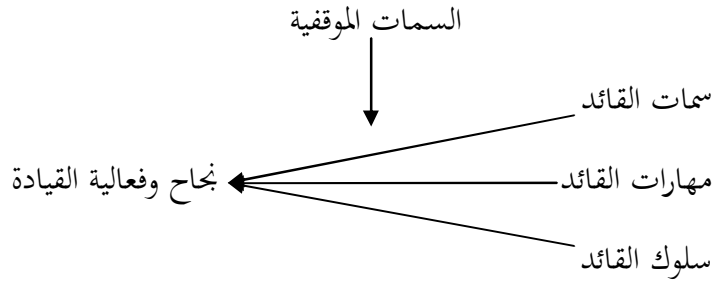 السمات الموقفية
سمات القائد
مهارات القائد
نجاح وفعالية القيادة
سلوك القائد